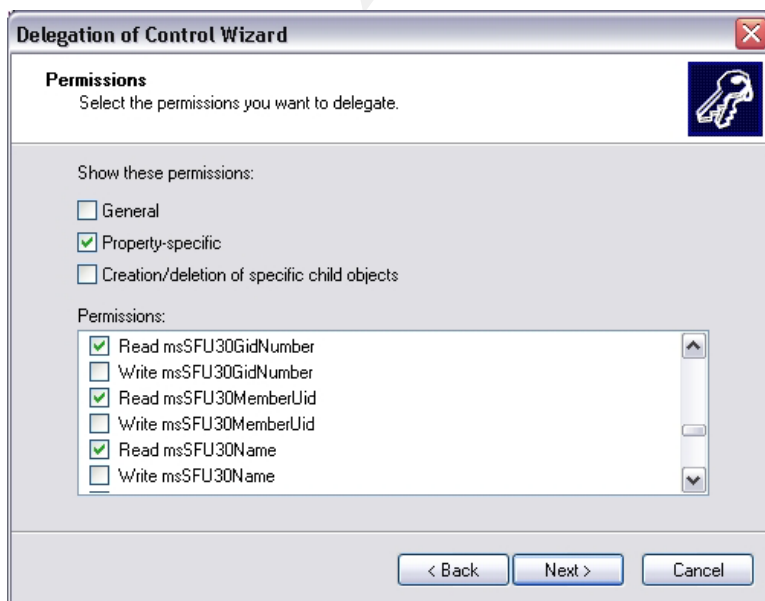 Delegation of Control Wizard
Permissions
Select the permissions you want to delegate.
Show these permissions:
General
Property-specific
Creation/deletion of specific child objects
Permissions:
Read msSFU30GidNumber
Write msSFU30GidNumber
Read msSFU30MemberUid
Write msSFU30MemberUid
Read msSFU30Name
Write msSFU30Name
< Back Next > Cancel